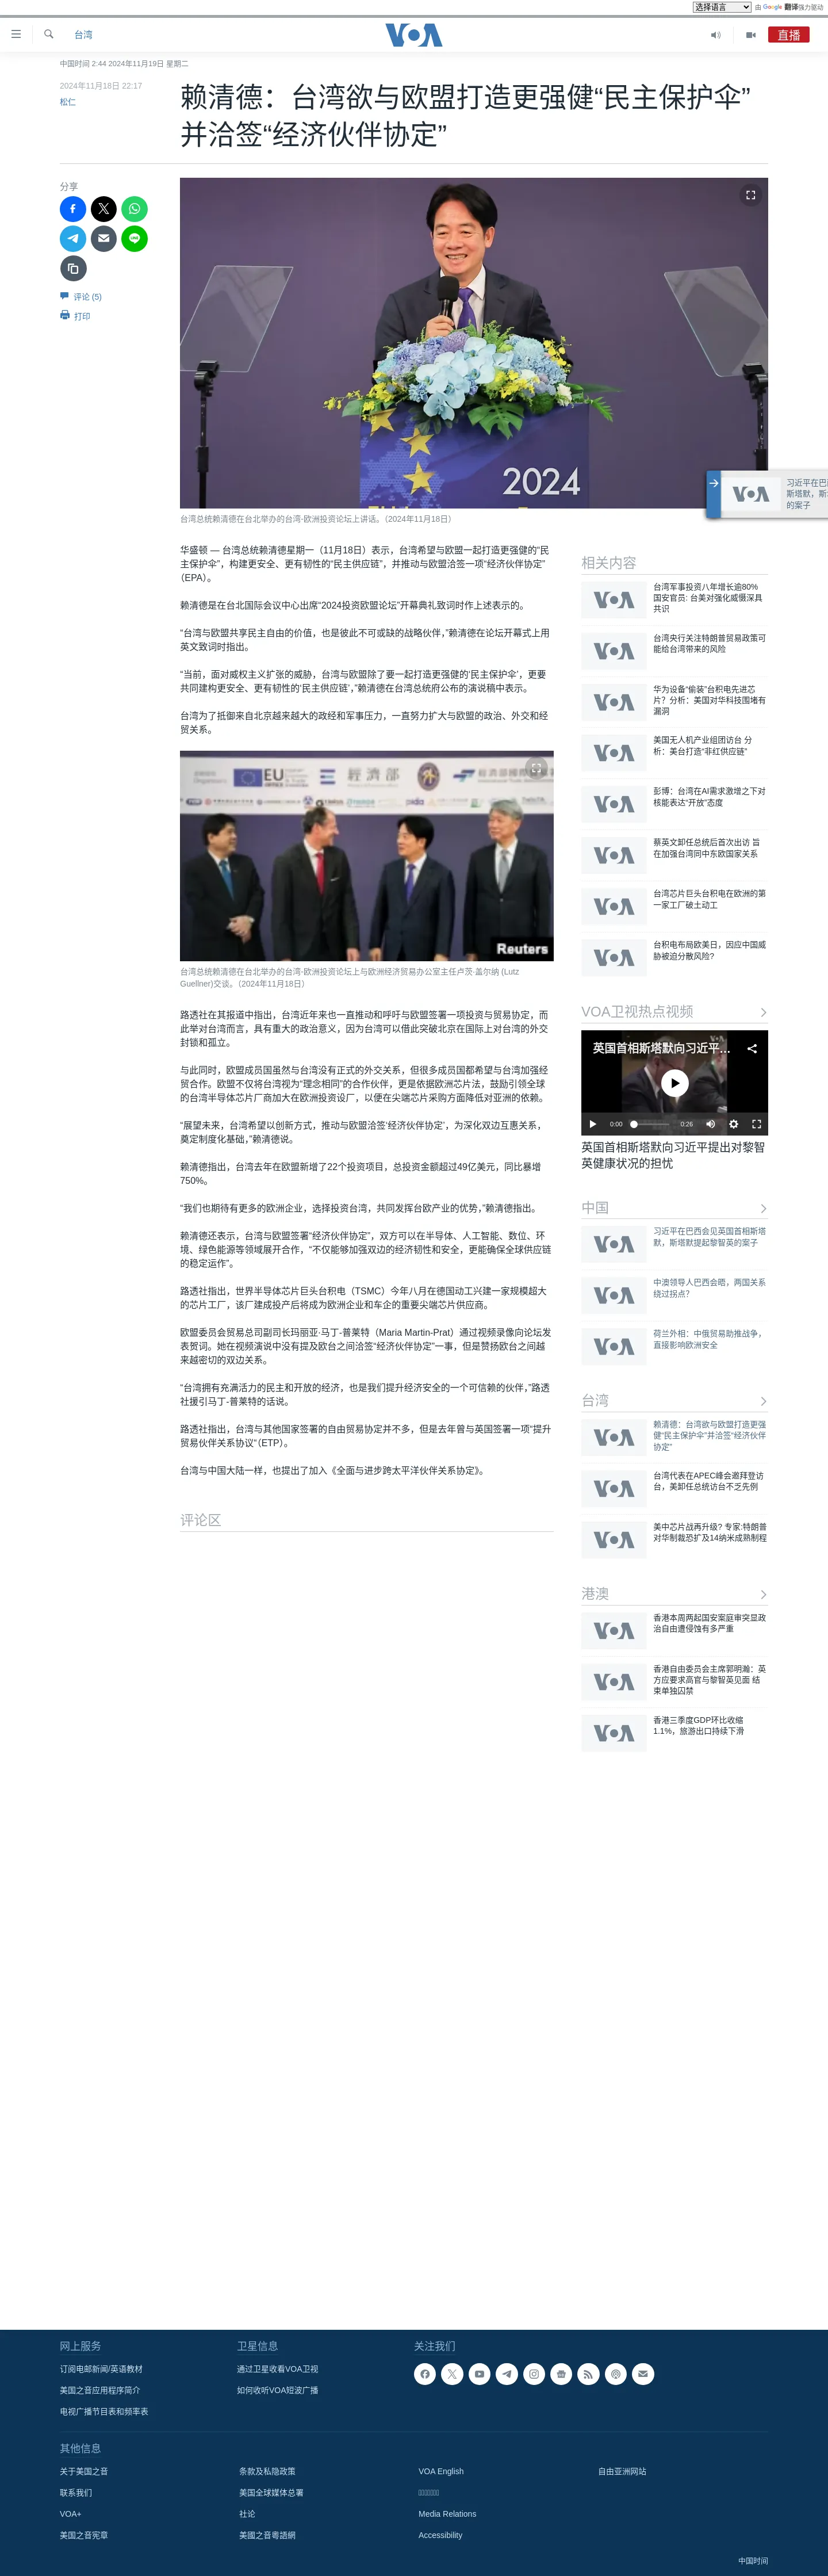 选择语言 由 Google 翻译强力驱动
台湾
VOA
直播
中国时间 2:44 2024年11月19日 星期二
2024年11月18日 22:17
松仁
赖清德：台湾欲与欧盟打造更强健“民主保护伞”
并洽签“经济伙伴协定”
分享
评论 (5)
打印
2024
习近平在巴
斯塔默，斯
的案子
台湾总统赖清德在台北举办的台湾-欧洲投资论坛上讲话。（2024年11月18日）
华盛顿 — 台湾总统赖清德星期一（11月18日）表示，台湾希望与欧盟一起打造更强健的“民
主保护伞”，构建更安全、更有韧性的“民主供应链”，并推动与欧盟洽签一项“经济伙伴协定”
（EPA）。
赖清德是在台北国际会议中心出席“2024投资欧盟论坛”开幕典礼致词时作上述表示的。
“台湾与欧盟共享民主自由的价值，也是彼此不可或缺的战略伙伴，”赖清德在论坛开幕式上用
英文致词时指出。
“当前，面对威权主义扩张的威胁，台湾与欧盟除了要一起打造更强健的‘民主保护伞’，更要
共同建构更安全、更有韧性的‘民主供应链’，”赖清德在台湾总统府公布的演说稿中表示。
台湾为了抵御来自北京越来越大的政经和军事压力，一直努力扩大与欧盟的政治、外交和经
贸关系。
經濟部
Reuters
台湾总统赖清德在台北举办的台湾-欧洲投资论坛上与欧洲经济贸易办公室主任卢茨·盖尔纳 (Lutz
Guellner)交谈。（2024年11月18日）
路透社在其报道中指出，台湾近年来也一直推动和呼吁与欧盟签署一项投资与贸易协定，而
此举对台湾而言，具有重大的政治意义，因为台湾可以借此突破北京在国际上对台湾的外交
封锁和孤立。
与此同时，欧盟成员国虽然与台湾没有正式的外交关系，但很多成员国都希望与台湾加强经
贸合作。欧盟不仅将台湾视为“理念相同”的合作伙伴，更是依据欧洲芯片法，鼓励引领全球
的台湾半导体芯片厂商加大在欧洲投资设厂，以便在尖端芯片采购方面降低对亚洲的依赖。
“展望未来，台湾希望以创新方式，推动与欧盟洽签‘经济伙伴协定’，为深化双边互惠关系，
奠定制度化基础，”赖清德说。
赖清德指出，台湾去年在欧盟新增了22个投资项目，总投资金额超过49亿美元，同比暴增
750%。
“我们也期待有更多的欧洲企业，选择投资台湾，共同发挥台欧产业的优势，”赖清德指出。
赖清德还表示，台湾与欧盟签署“经济伙伴协定”，双方可以在半导体、人工智能、数位、环
境、绿色能源等领域展开合作，“不仅能够加强双边的经济韧性和安全，更能确保全球供应链
的稳定运作”。
路透社指出，世界半导体芯片巨头台积电（TSMC）今年八月在德国动工兴建一家规模超大
的芯片工厂，该厂建成投产后将成为欧洲企业和车企的重要尖端芯片供应商。
欧盟委员会贸易总司副司长玛丽亚·马丁-普莱特（Maria Martin-Prat）通过视频录像向论坛发
表贺词。她在视频演说中没有提及欧台之间洽签“经济伙伴协定”一事，但是赞扬欧台之间越
来越密切的双边关系。
“台湾拥有充满活力的民主和开放的经济，也是我们提升经济安全的一个可信赖的伙伴，”路透
社援引马丁-普莱特的话说。
路透社指出，台湾与其他国家签署的自由贸易协定并不多，但是去年曾与英国签署一项“提升
贸易伙伴关系协议”（ETP）。
台湾与中国大陆一样，也提出了加入《全面与进步跨太平洋伙伴关系协定》。
评论区
相关内容
台湾军事投资八年增长逾80%
国安官员: 台美对强化威慑深具
共识
台湾央行关注特朗普贸易政策可
能给台湾带来的风险
华为设备“偷装”台积电先进芯
片？分析：美国对华科技围堵有
漏洞
美国无人机产业组团访台 分
析：美台打造“非红供应链”
彭博：台湾在AI需求激增之下对
核能表达“开放”态度
蔡英文卸任总统后首次出访 旨
在加强台湾同中东欧国家关系
台湾芯片巨头台积电在欧洲的第
一家工厂破土动工
台积电布局欧美日，因应中国威
胁被迫分散风险?
VOA卫视热点视频
英国首相斯塔默向习近平...
0:00
0:26
英国首相斯塔默向习近平提出对黎智
英健康状况的担忧
中国
习近平在巴西会见英国首相斯塔
默，斯塔默提起黎智英的案子
中澳领导人巴西会晤，两国关系
绕过拐点？
荷兰外相：中俄贸易助推战争，
直接影响欧洲安全
台湾
赖清德：台湾欲与欧盟打造更强
健“民主保护伞”并洽签“经济伙伴
协定”
台湾代表在APEC峰会邀拜登访
台，美卸任总统访台不乏先例
美中芯片战再升级? 专家:特朗普
对华制裁恐扩及14纳米成熟制程
港澳
香港本周两起国安案庭审突显政
治自由遭侵蚀有多严重
香港自由委员会主席郭明瀚：英
方应要求高官与黎智英见面 结
束单独囚禁
香港三季度GDP环比收缩
1.1%，旅游出口持续下滑
网上服务
订阅电邮新闻/英语教材
美国之音应用程序简介
电视广播节目表和频率表
卫星信息
通过卫星收看VOA卫视
如何收听VOA短波广播
关注我们
其他信息
关于美国之音
联系我们
VOA+
美国之音宪章
条款及私隐政策
美国全球媒体总署
社论
美國之音粵語網
VOA English
Media Relations
Accessibility
自由亚洲网站
中国时间